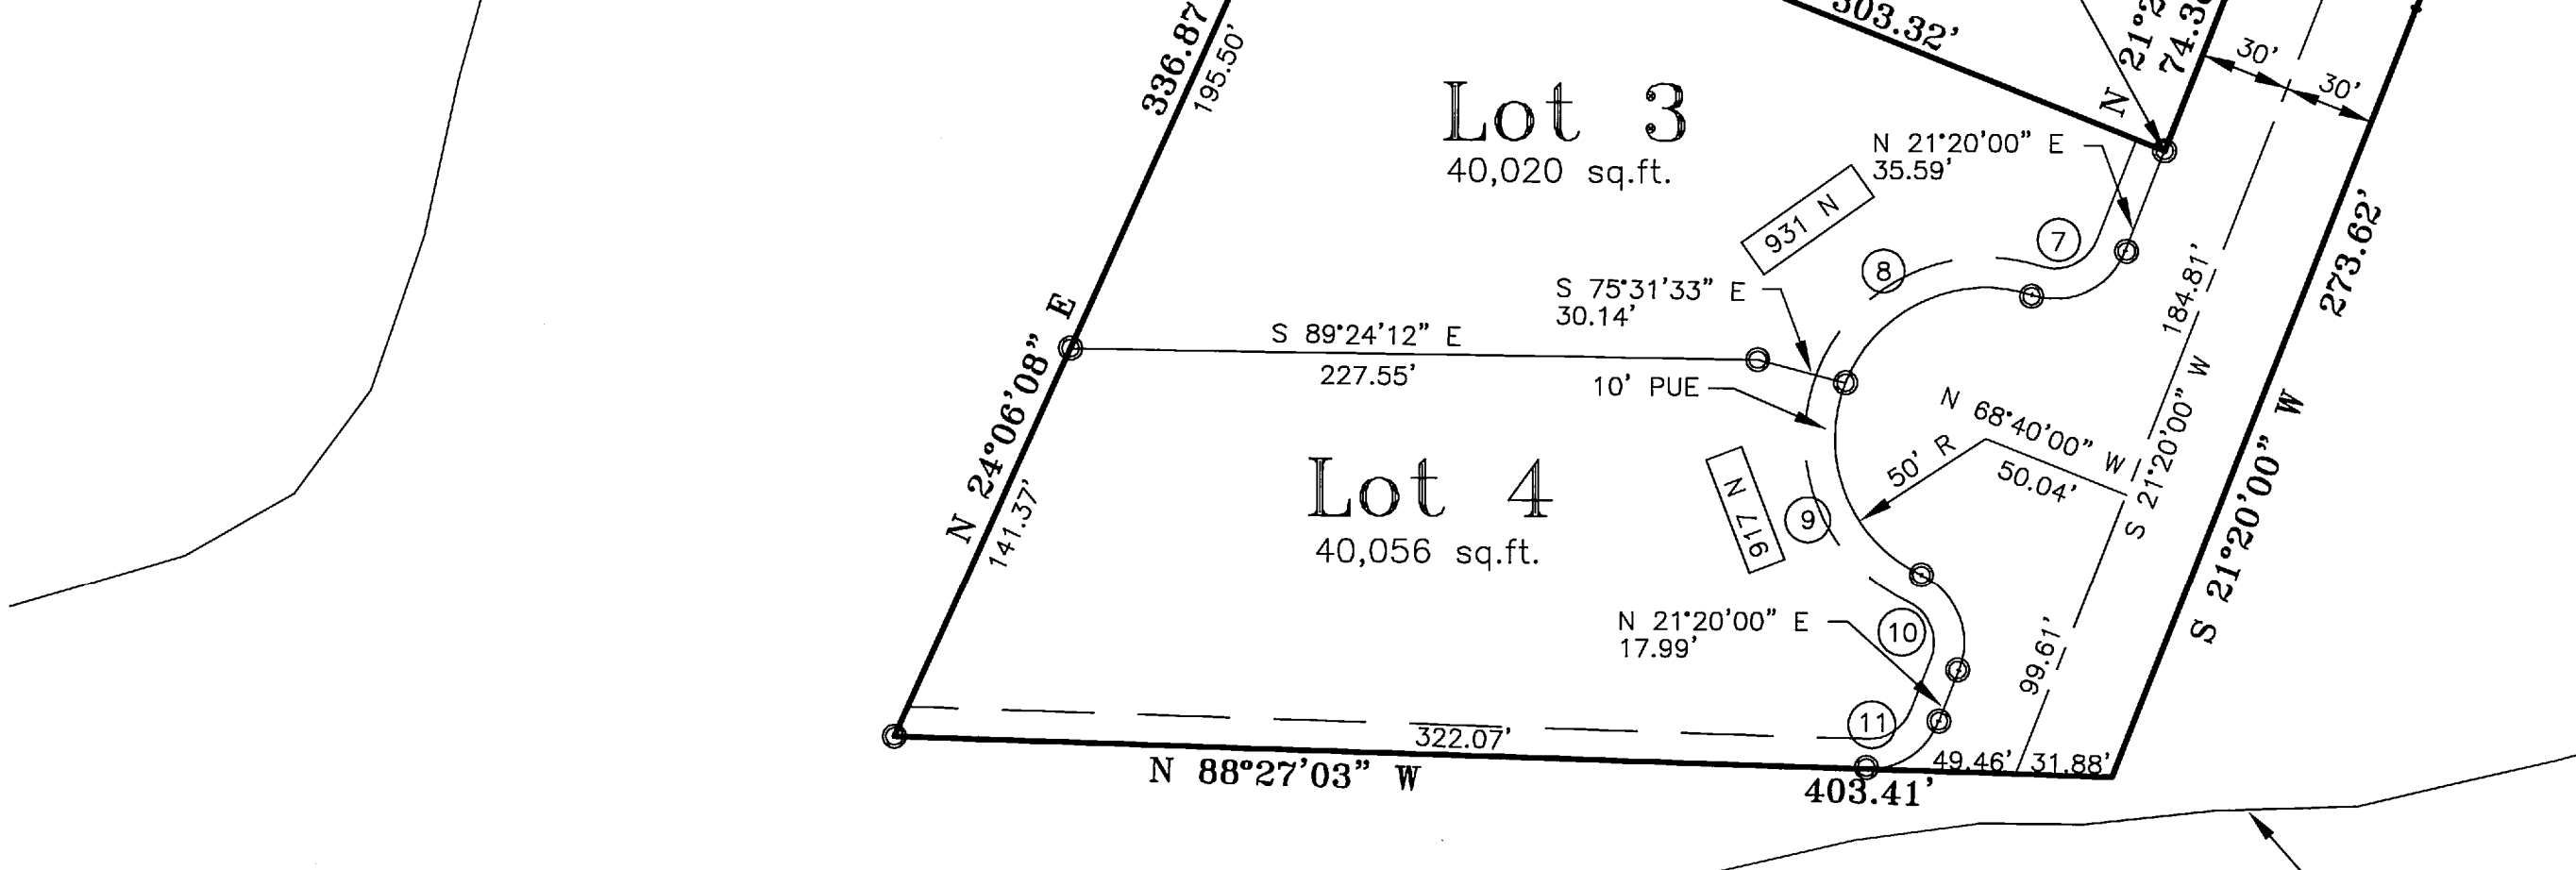 336.87
195.50'
303.32'
N 21°2
74.36
30'
30'
Lot 3
40,020 sq.ft.
N 21°20'00" E
35.59'
931 N
7
8
184.81'
273.62'
S 75°31'33" E
30.14'
S 89°24'12" E
227.55'
10' PUE
N 24°06'08" E
141.37'
N 68°40'00" W
50.04'
50' R
S 21°20'00" W
S 21°20'00" W
Lot 4
40,056 sq.ft.
917 N
9
N 21°20'00" E
17.99'
10
99.61'
11
322.07'
49.46'
31.88'
N 88°27'03" W
403.41'